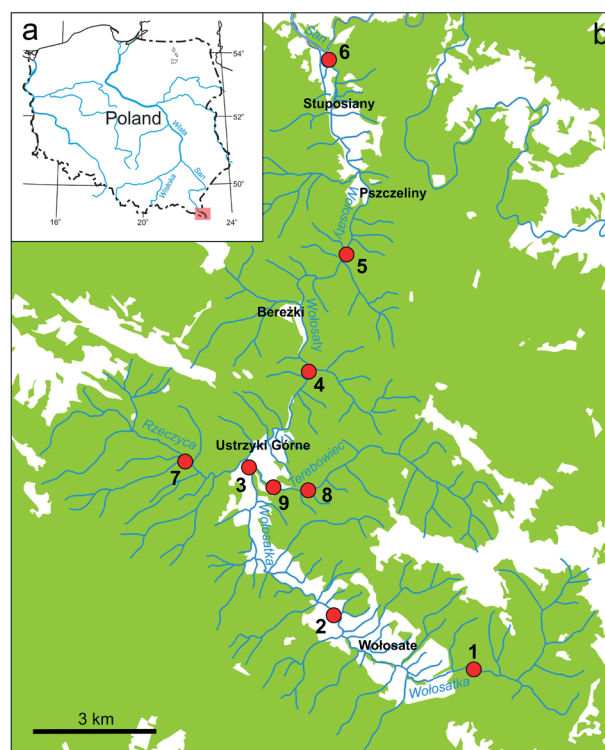 a
54°
Poland
52°
Wisła
50°
San
Wisłoka
16°
20°
24°
b
San
6
Stuposiany
Pszczeliny
Wołosaty
5
Bereżki
Wołosaty
4
Rzeczyca
Ustrzyki Górne
Terebowiec
7
3
9
8
Wołosatka
2
Wołosate
1
Wołosatka
3 km